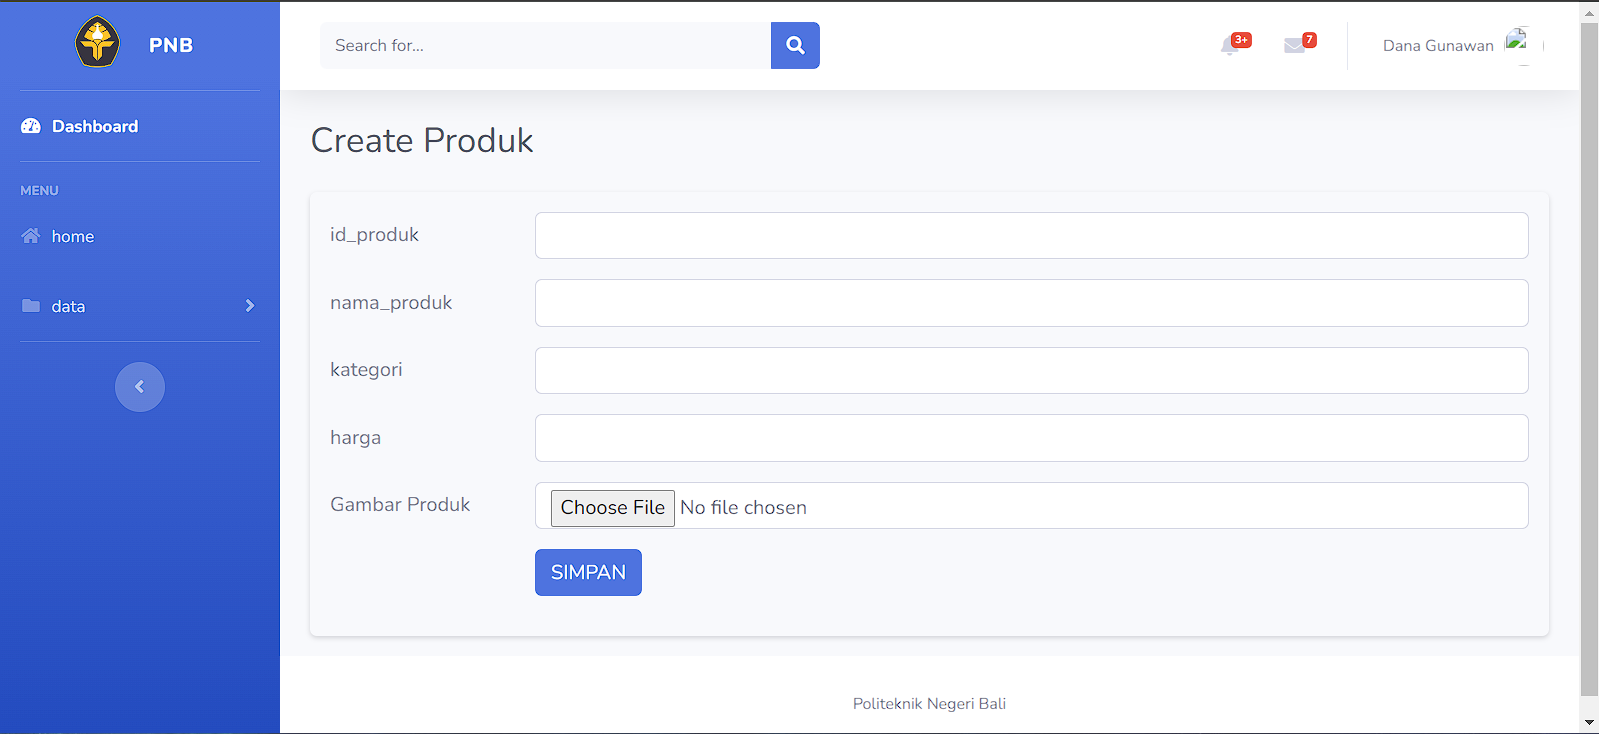 PNB
Search for...
3+
7
Dana Gunawan
Dashboard
MENU
home
data
Create Produk
id_produk
nama_produk
kategori
harga
Gambar Produk
Choose File No file chosen
SIMPAN
Politeknik Negeri Bali